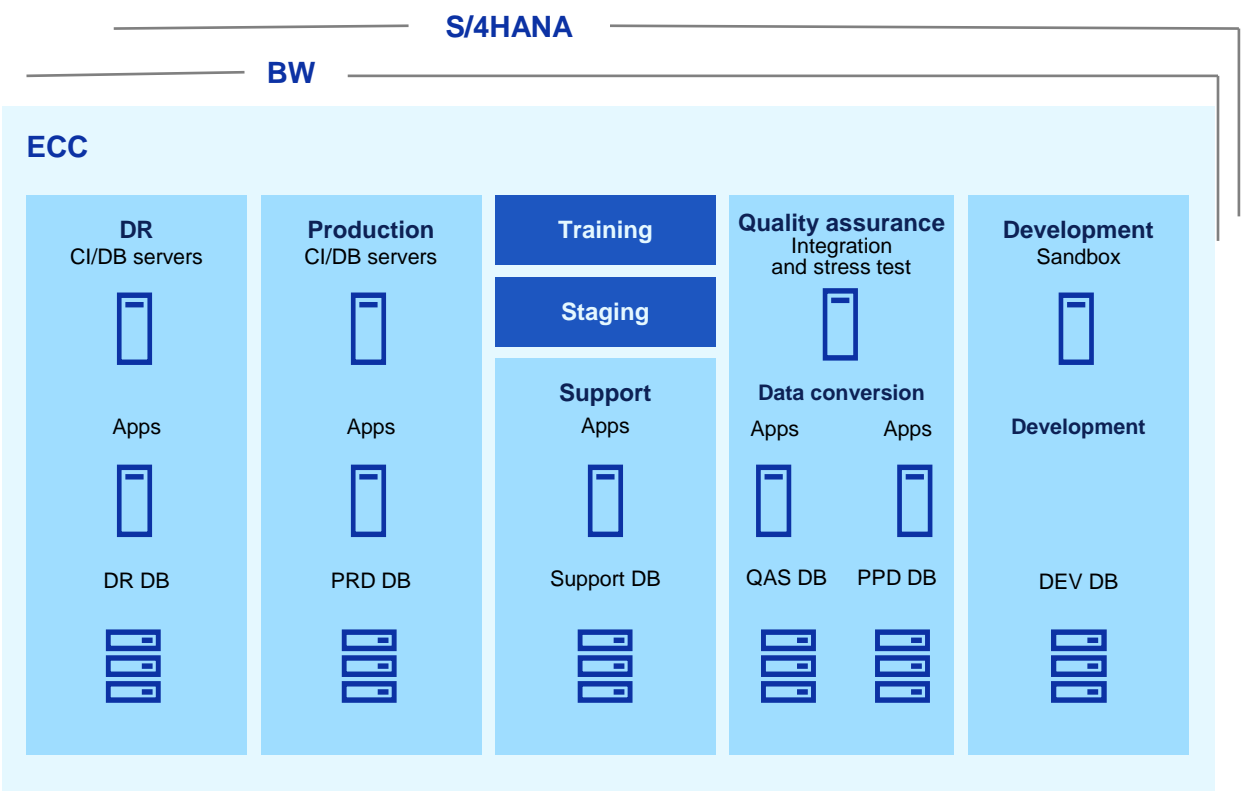 S/4HANA
BW
ECC
DR
CI/DB servers
Apps
DR DB
Production
CI/DB servers
Apps
PRD DB
Training
Staging
Support
Apps
Support DB
Quality assurance
Integration
and stress test
Data conversion
Apps
Apps
QAS DB
PPD DB
Development
Sandbox
Development
DEV DB